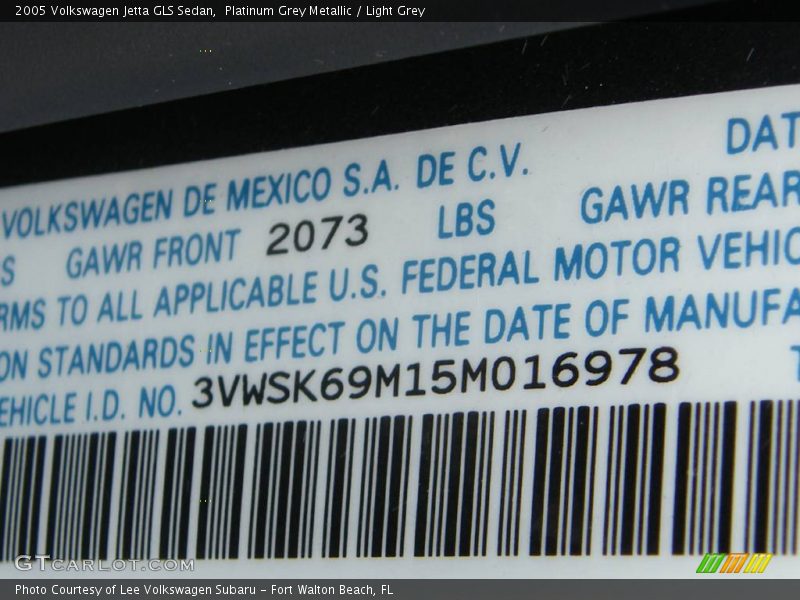 2005 Volkswagen Jetta GLS Sedan, Platinum Grey Metallic / Light Grey
DAT
VOLKSWAGEN DE MEXICO S.A. DE C.V.
S GAWR FRONT 2073 LBS GAWR REAR
RMS TO ALL APPLICABLE U.S. FEDERAL MOTOR VEHIC
ON STANDARDS IN EFFECT ON THE DATE OF MANUFA
EHICLE I.D. NO. 3VWSK69M15M016978 T
GTCARLOT.COM
Photo Courtesy of Lee Volkswagen Subaru - Fort Walton Beach, FL